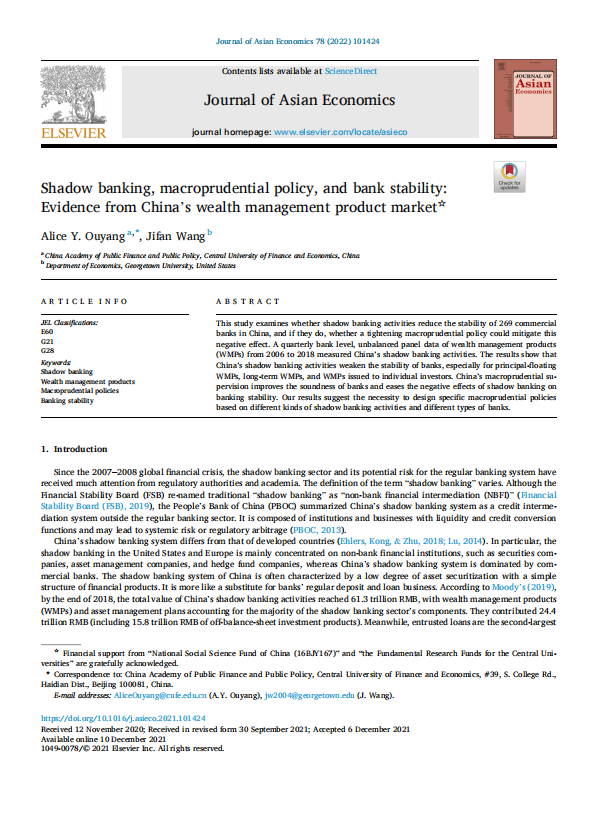 Journal of Asian Economics 78 (2022) 101424
Contents lists available at ScienceDirect
Journal of Asian Economics
ELSEVIER
journal homepage: www.elsevier.com/locate/asieco
JOURNAL OF
Asian
Economics
Check for
updates
Shadow banking, macroprudential policy, and bank stability:
Evidence from China's wealth management product market☆
Alice Y. Ouyang a,*, Jifan Wang b
a China Academy of Public Finance and Public Policy, Central University of Finance and Economics, China
b Department of Economics, Georgetown University, United States
ARTICLE INFO
JEL Classifications:
E60
G21
G28
Keywords:
Shadow banking
Wealth management products
Macroprudential policies
Banking stability
ABSTRACT
This study examines whether shadow banking activities reduce the stability of 269 commercial
banks in China, and if they do, whether a tightening macroprudential policy could mitigate this
negative effect. A quarterly bank level, unbalanced panel data of wealth management products
(WMPs) from 2006 to 2018 measured China's shadow banking activities. The results show that
China's shadow banking activities weaken the stability of banks, especially for principal-floating
WMPs, long-term WMPs, and WMPs issued to individual investors. China's macroprudential su-
pervision improves the soundness of banks and eases the negative effects of shadow banking on
banking stability. Our results suggest the necessity to design specific macroprudential policies
based on different kinds of shadow banking activities and different types of banks.
1. Introduction
Since the 2007–2008 global financial crisis, the shadow banking sector and its potential risk for the regular banking system have
received much attention from regulatory authorities and academia. The definition of the term “shadow banking” varies. Although the
Financial Stability Board (FSB) re-named traditional “shadow banking” as “non-bank financial intermediation (NBFI)” (Financial
Stability Board (FSB), 2019), the People's Bank of China (PBOC) summarized China's shadow banking system as a credit interme-
diation system outside the regular banking sector. It is composed of institutions and businesses with liquidity and credit conversion
functions and may lead to systemic risk or regulatory arbitrage (PBOC, 2013).
China's shadow banking system differs from that of developed countries (Ehlers, Kong, & Zhu, 2018; Lu, 2014). In particular, the
shadow banking in the United States and Europe is mainly concentrated on non-bank financial institutions, such as securities com-
panies, asset management companies, and hedge fund companies, whereas China's shadow banking system is dominated by com-
mercial banks. The shadow banking system of China is often characterized by a low degree of asset securitization with a simple
structure of financial products. It is more like a substitute for banks' regular deposit and loan business. According to Moody's (2019),
by the end of 2018, the total value of China's shadow banking activities reached 61.3 trillion RMB, with wealth management products
(WMPs) and asset management plans accounting for the majority of the shadow banking sector's components. They contributed 24.4
trillion RMB (including 15.8 trillion RMB of off-balance-sheet investment products). Meanwhile, entrusted loans are the second-largest
☆ Financial support from “National Social Science Fund of China (16BJY167)” and “the Fundamental Research Funds for the Central Uni-
versities” are gratefully acknowledged.
* Correspondence to: China Academy of Public Finance and Public Policy, Central University of Finance and Economics, #39, S. College Rd.,
Haidian Dist., Beijing 100081, China.
E-mail addresses: AliceOuyang@cufe.edu.cn (A.Y. Ouyang), jw2004@georgetown.edu (J. Wang).
https://doi.org/10.1016/j.asieco.2021.101424
Received 12 November 2020; Received in revised form 30 September 2021; Accepted 6 December 2021
Available online 10 December 2021
1049-0078/© 2021 Elsevier Inc. All rights reserved.